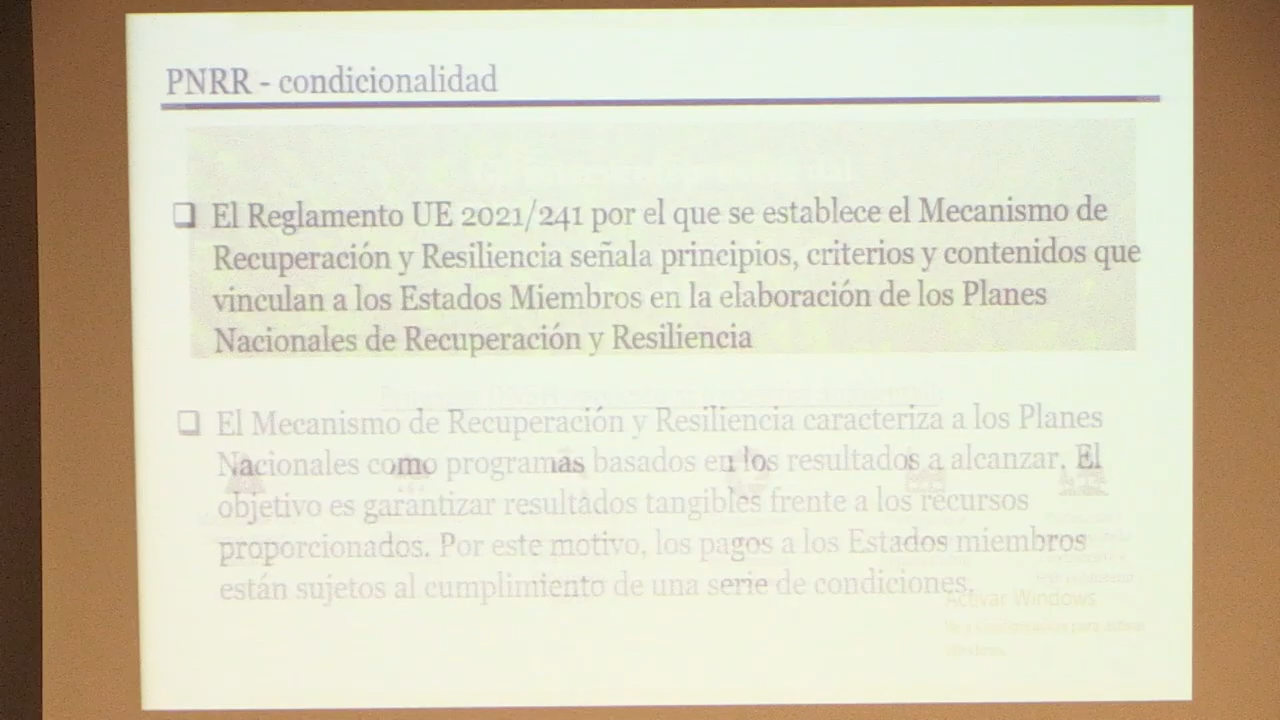 PNRR - condicionalidad
❑ El Reglamento UE 2021/241 por el que se establece el Mecanismo de
Recuperación y Resiliencia señala principios, criterios y contenidos que
vinculan a los Estados Miembros en la elaboración de los Planes
Nacionales de Recuperación y Resiliencia
❑ El Mecanismo de Recuperación y Resiliencia caracteriza a los Planes
Nacionales como programas basados en los resultados a alcanzar. El
objetivo es garantizar resultados tangibles frente a los recursos
proporcionados. Por este motivo, los pagos a los Estados miembros
están sujetos al cumplimiento de una serie de condiciones.
Activar Windows
para activar
Windows.